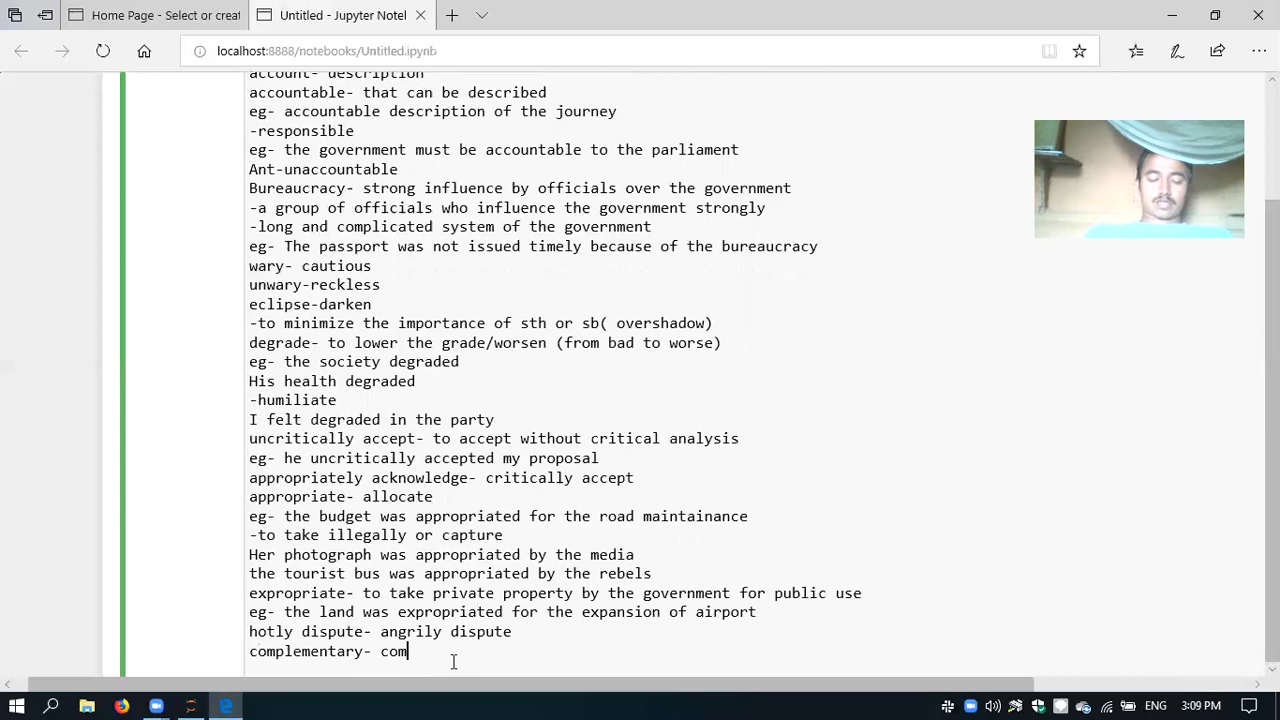 Home Page - Select or creat
Untitled - Jupyter Notel
localhost:8888/notebooks/Untitled.ipynb
account- description
accountable- that can be described
eg- accountable description of the journey
-responsible
eg- the government must be accountable to the parliament
Ant-unaccountable
Bureaucracy- strong influence by officials over the government
-a group of officials who influence the government strongly
-long and complicated system of the government
eg- The passport was not issued timely because of the bureaucracy
wary- cautious
unwary-reckless
eclipse-darken
-to minimize the importance of sth or sb( overshadow)
degrade- to lower the grade/worsen (from bad to worse)
eg- the society degraded
His health degraded
-humiliate
I felt degraded in the party
uncritically accept- to accept without critical analysis
eg- he uncritically accepted my proposal
appropriately acknowledge- critically accept
appropriate- allocate
eg- the budget was appropriated for the road maintainance
-to take illegally or capture
Her photograph was appropriated by the media
the tourist bus was appropriated by the rebels
expropriate- to take private property by the government for public use
eg- the land was expropriated for the expansion of airport
hotly dispute- angrily dispute
complementary- com
ENG
3:09 PM